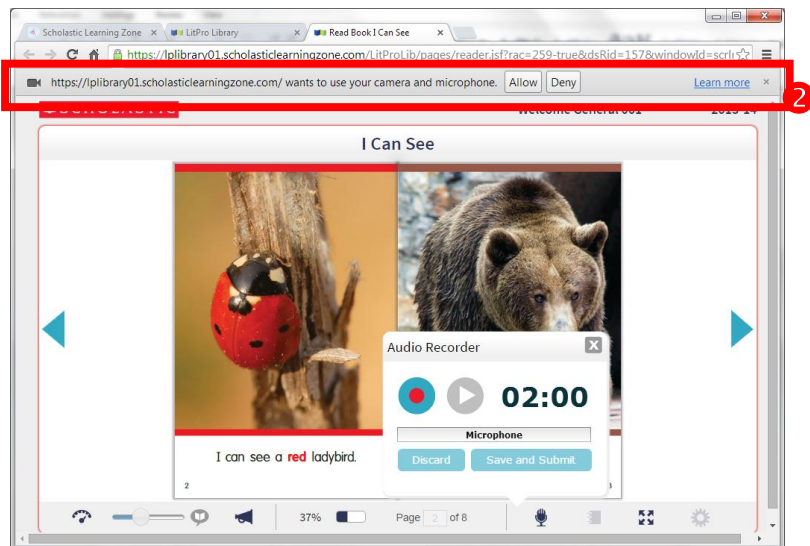 Scholastic Learning Zone × LitPro Library × Read Book I Can See ×
https://lplibrary01.scholasticlearningzone.com/LitProLib/pages/reader.jsf?rac=259-true&dsRid=157&windowId=scrl
https://lplibrary01.scholasticlearningzone.com/ wants to use your camera and microphone. Allow Deny Learn more ×
2
SCHOLASTIC Welcome General 001 2013-14
I Can See
Audio Recorder X
02:00
Microphone
Discard Save and Submit
I can see a red ladybird.
2
37% Page 2 of 8